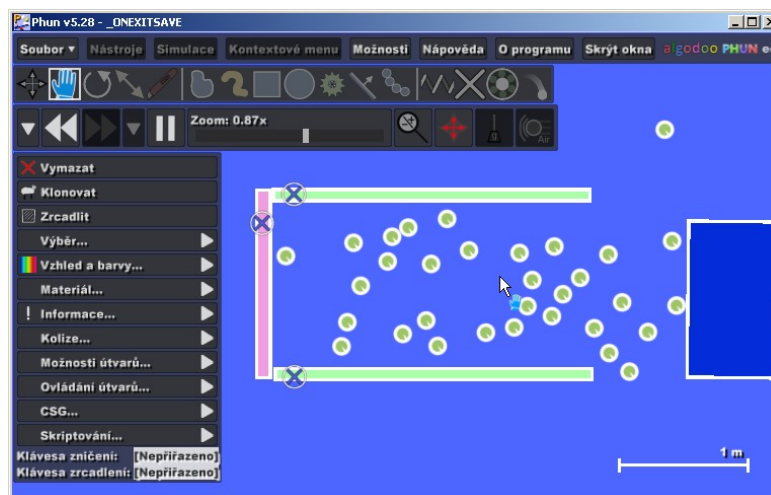 Phun v5.28 - _ONEXITSAVE
Soubor Nástroje Simulace Kontextové menu Možnosti Nápověda O programu Skrýt okna algodoo PHUN e
Zoom: 0.87x
Air
Vymazat
Klonovat
Zrcadlit
Výběr...
Vzhled a barvy...
Materiál...
Informace...
Kolize...
Možnosti útvarů...
Ovládání útvarů...
CSG...
Skriptování...
Klávesa zničení: [Nepřiřazeno]
Klávesa zrcadlení: [Nepřiřazeno]
1 m